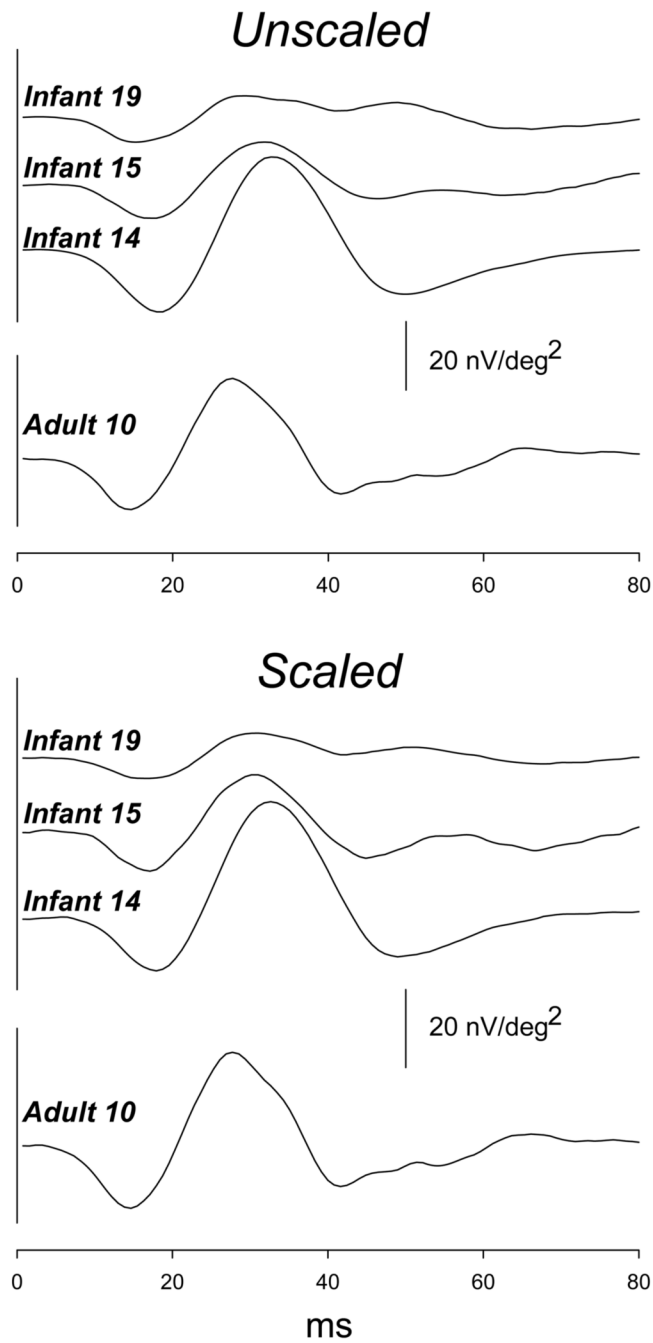 Unscaled
Infant 19
Infant 15
Infant 14
20 nV/deg²
Adult 10
0 20 40 60 80
Scaled
Infant 19
Infant 15
Infant 14
20 nV/deg²
Adult 10
0 20 40 60 80
ms